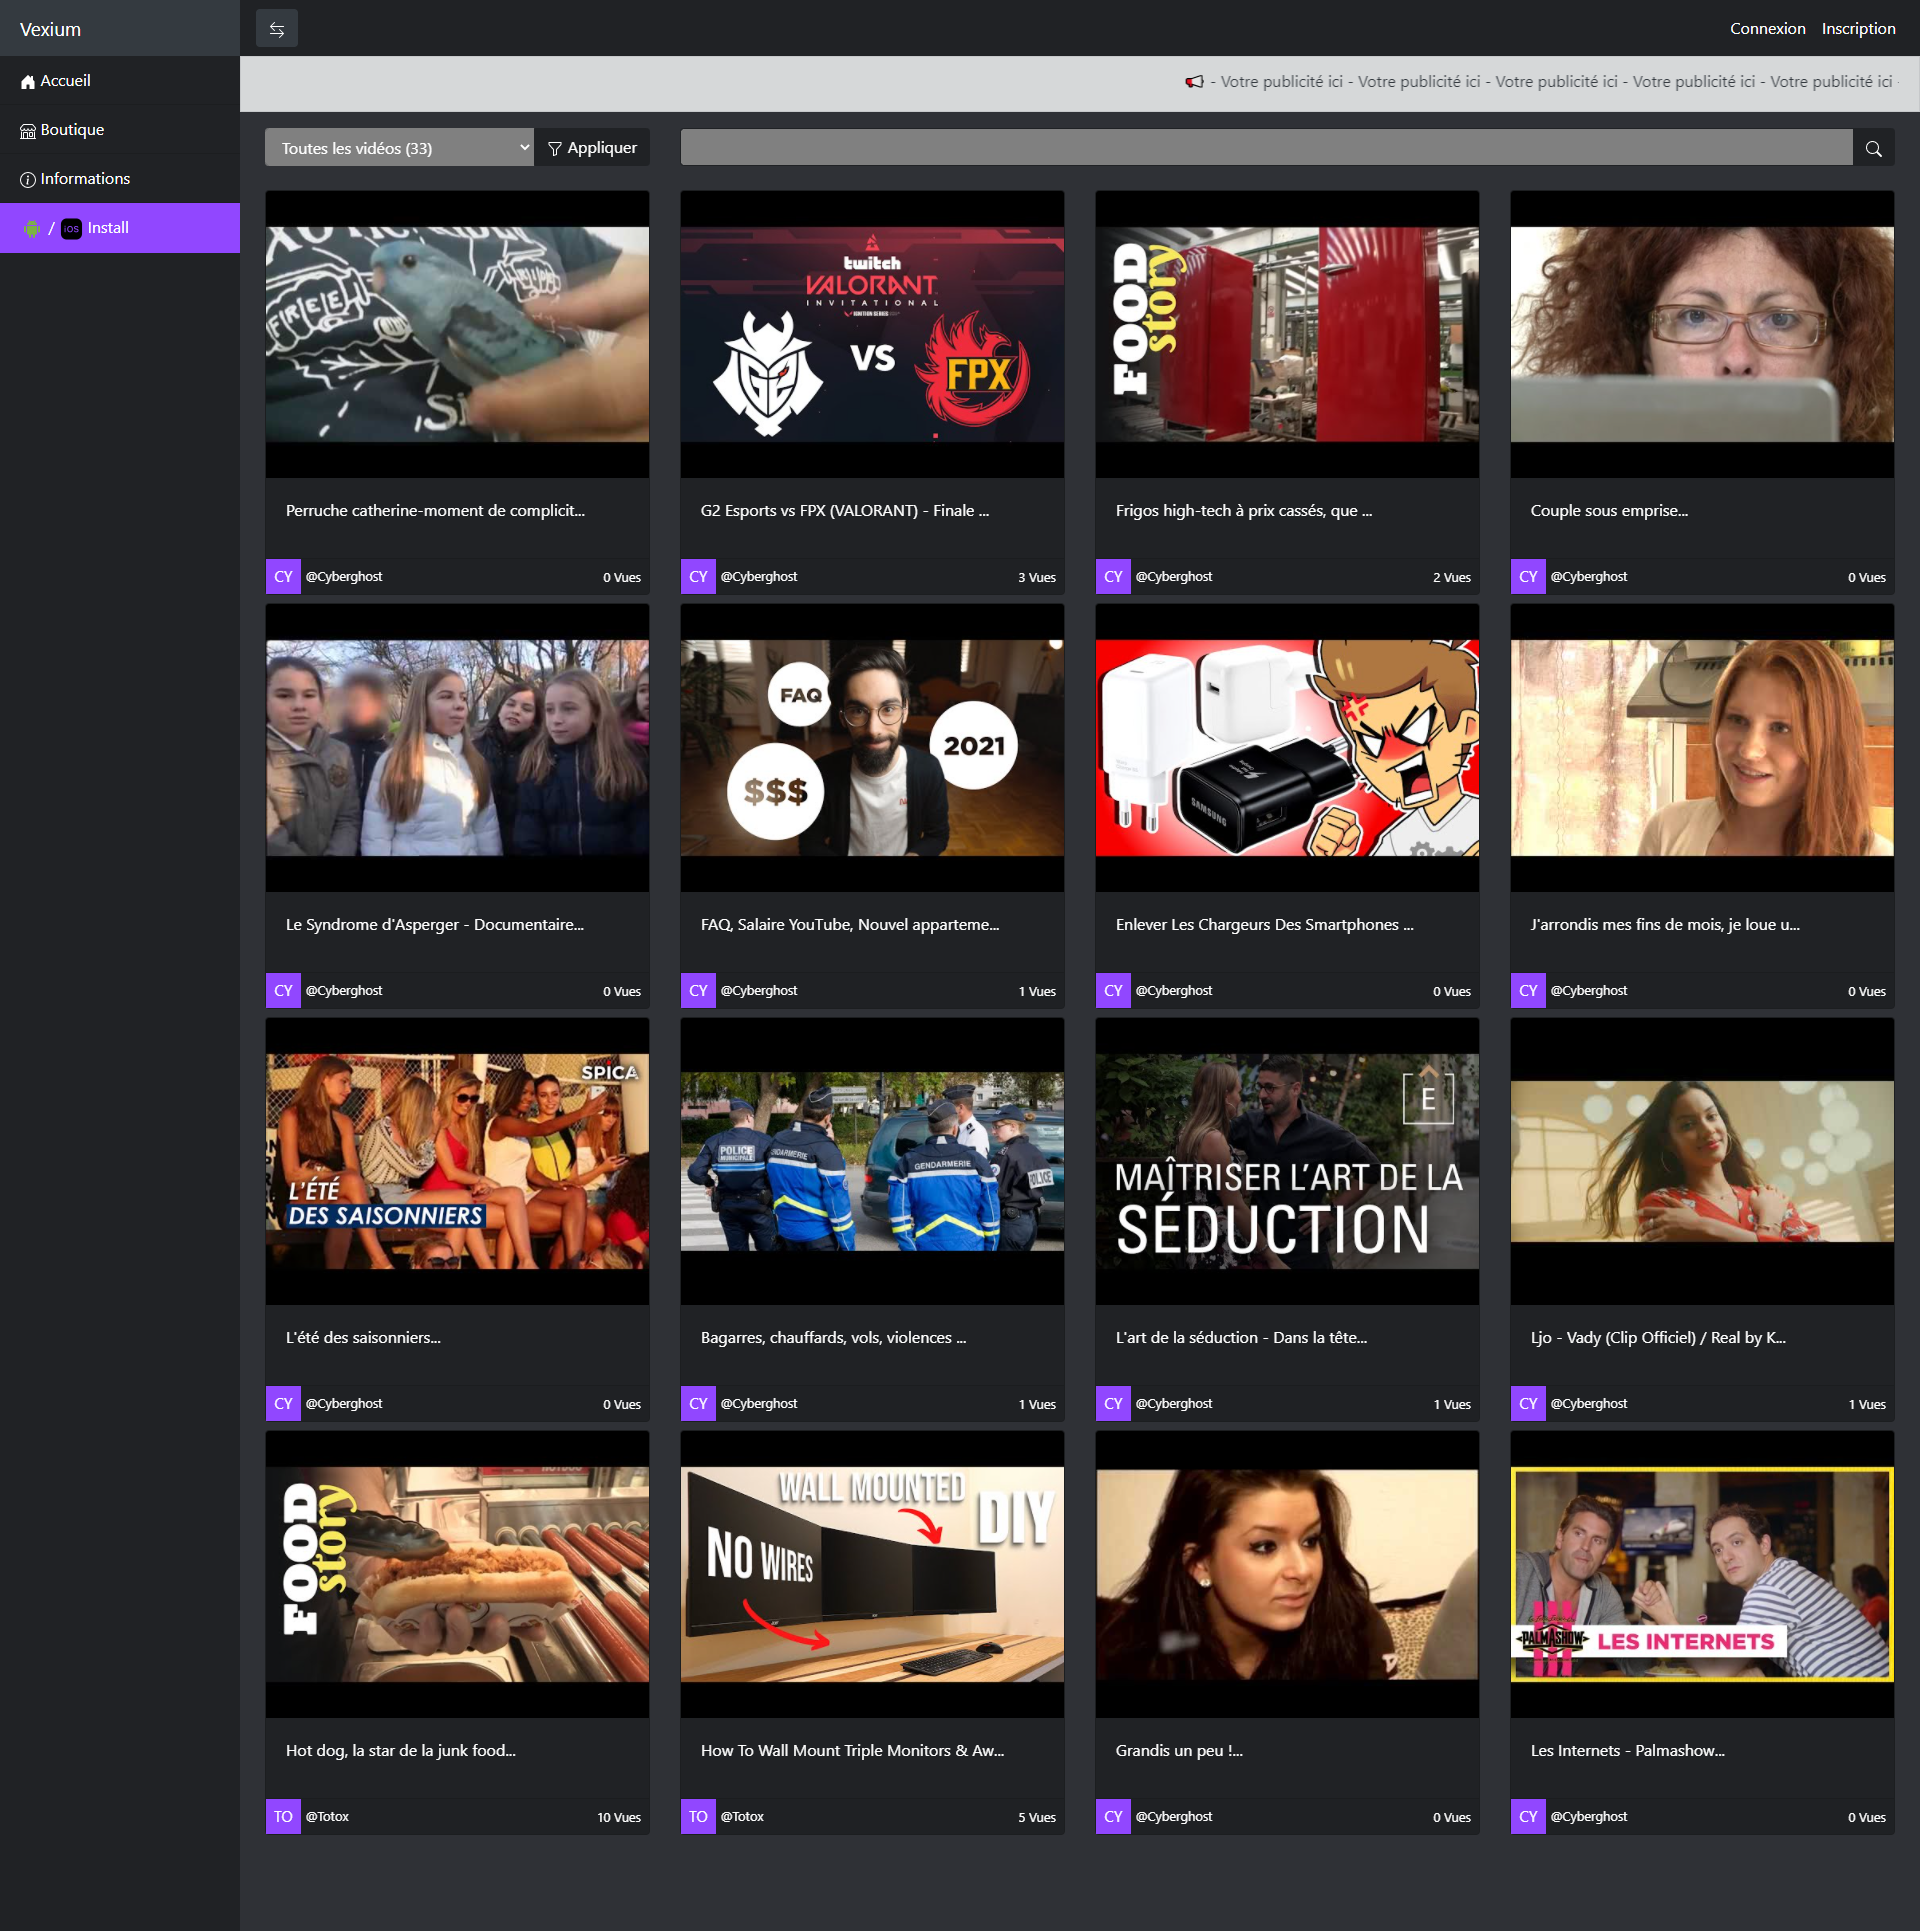 Vexium
Connexion
Inscription
Accueil
Boutique
Informations
/ iOS Install
- Votre publicité ici - Votre publicité ici - Votre publicité ici - Votre publicité ici - Votre publicité ici -
Toutes les vidéos (33)
Appliquer
FREE
twitch
VALORANT
INVITATIONAL
IGNITION SERIES
G2
VS
FPX
FOOD
story
Perruche catherine-moment de complicit...
G2 Esports vs FPX (VALORANT) - Finale ...
Frigos high-tech à prix cassés, que ...
Couple sous emprise...
CY @Cyberghost 0 Vues
CY @Cyberghost 3 Vues
CY @Cyberghost 2 Vues
CY @Cyberghost 0 Vues
FAQ
2021
$$$
SAMSUNG
Le Syndrome d'Asperger - Documentaire...
FAQ, Salaire YouTube, Nouvel apparteme...
Enlever Les Chargeurs Des Smartphones ...
J'arrondis mes fins de mois, je loue u...
CY @Cyberghost 0 Vues
CY @Cyberghost 1 Vues
CY @Cyberghost 0 Vues
CY @Cyberghost 0 Vues
SPICA
L'ÉTÉ
DES SAISONNIERS
POLICE
MUNICIPALE
GENDARMERIE
GENDARMERIE
POLICE
E
MAÎTRISER L'ART DE LA
SÉDUCTION
L'été des saisonniers...
Bagarres, chauffards, vols, violences ...
L'art de la séduction - Dans la tête...
Ljo - Vady (Clip Officiel) / Real by K...
CY @Cyberghost 0 Vues
CY @Cyberghost 1 Vues
CY @Cyberghost 1 Vues
CY @Cyberghost 1 Vues
FOOD
story
WALL MOUNTED
DIY
NO WIRES
PALMASHOW
LES INTERNETS
Hot dog, la star de la junk food...
How To Wall Mount Triple Monitors & Aw...
Grandis un peu !...
Les Internets - Palmashow...
TO @Totox 10 Vues
TO @Totox 5 Vues
CY @Cyberghost 0 Vues
CY @Cyberghost 0 Vues